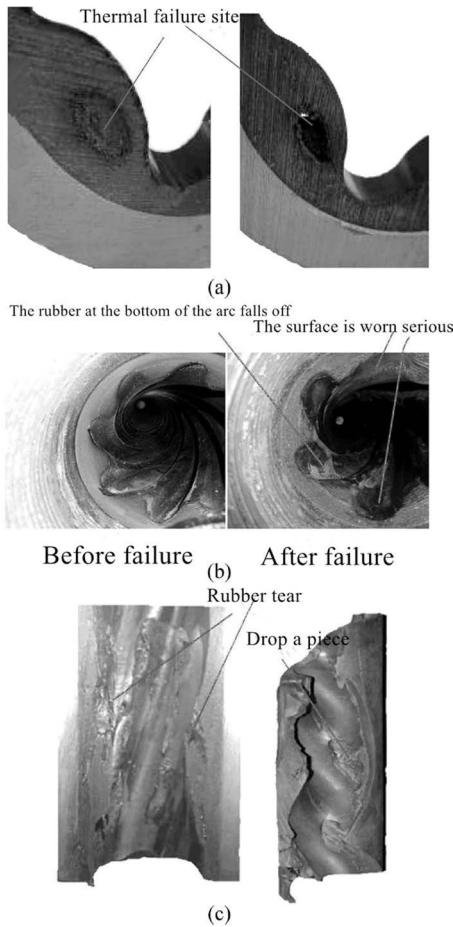 Thermal failure site
(a)
The rubber at the bottom of the arc falls off
The surface is worn serious
Before failure
After failure
(b)
Rubber tear
Drop a piece
(c)